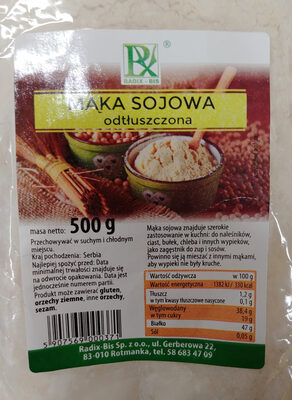 Rx ®
RADIX - BIS
MĄKA SOJOWA
odtłuszczona
masa netto: 500 g
Przechowywać w suchym i chłodnym
miejscu.
Kraj pochodzenia: Serbia
Najlepiej spożyć przed: Data
minimalnej trwałości znajduje się
na odwrocie opakowania. Data jest
jednocześnie numerem partii.
Produkt może zawierać gluten,
orzechy ziemne, inne orzechy,
sezam.
Mąka sojowa znajduje szerokie
zastosowanie w kuchni: do naleśników,
ciast, bułek, chleba i innych wypieków,
jako zagęstnik do zup i sosów.
Powinno się ją mieszać z innymi mąkami,
aby wypieki nie były kruche.
Wartość odżywcza w 100 g
Wartość energetyczna 1382 kJ / 330 kcal
Tłuszcz 1,2 g
w tym kwasy tłuszczowe nasycone 0,1 g
Węglowodany 38,4 g
w tym cukry 19 g
Białko 47 g
Sól 0,05 g
Radix-Bis Sp. z o.o., ul. Gerberowa 22,
83-010 Rotmanka, tel. 58 683 47 09